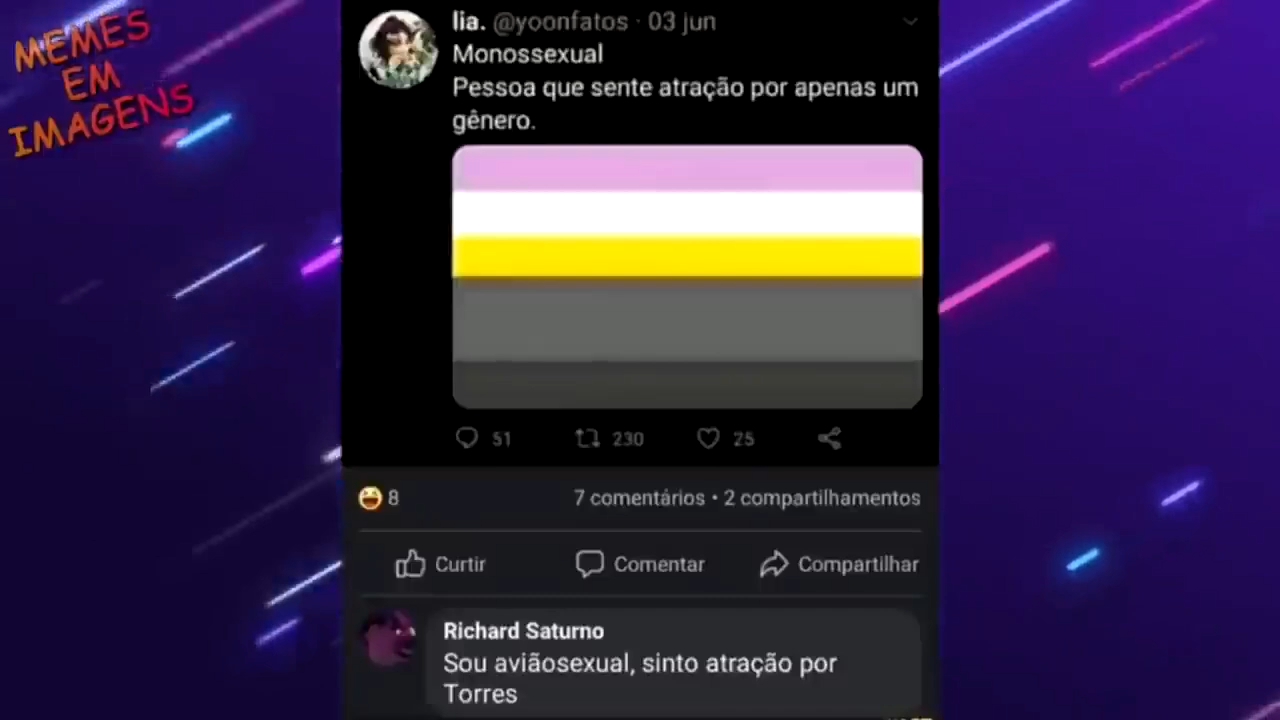 MEMES
EM
IMAGENS
lia. @yoonfatos · 03 jun
Monossexual
Pessoa que sente atração por apenas um
gênero.
51 230 25
8 7 comentários • 2 compartilhamentos
Curtir Comentar Compartilhar
Richard Saturno
Sou aviãosexual, sinto atração por
Torres